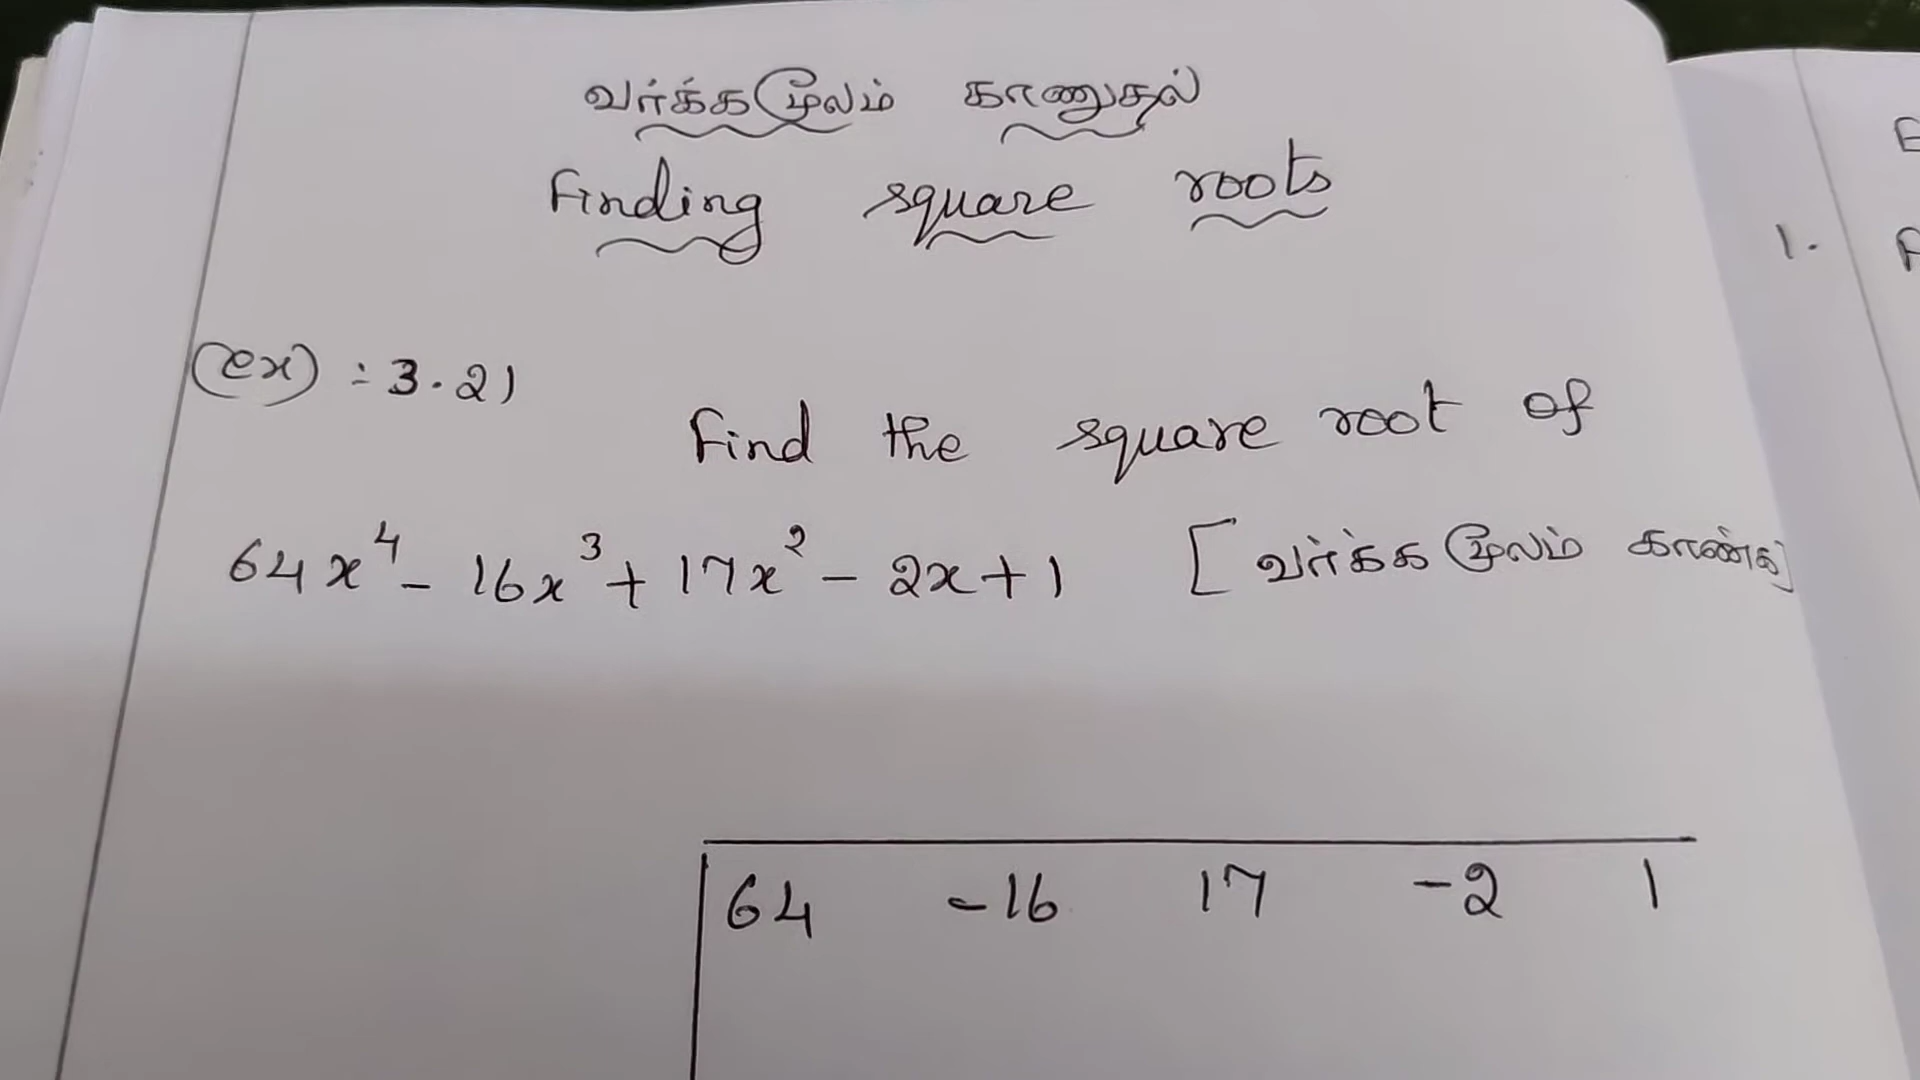 வர்க்கமூலம் காணுதல்
Finding square roots
(ex) : 3.21
Find the square root of
64x⁴ - 16x³ + 17x² - 2x + 1 [வர்க்க மூலம் காண்க]
64 -16 17 -2 1
1.